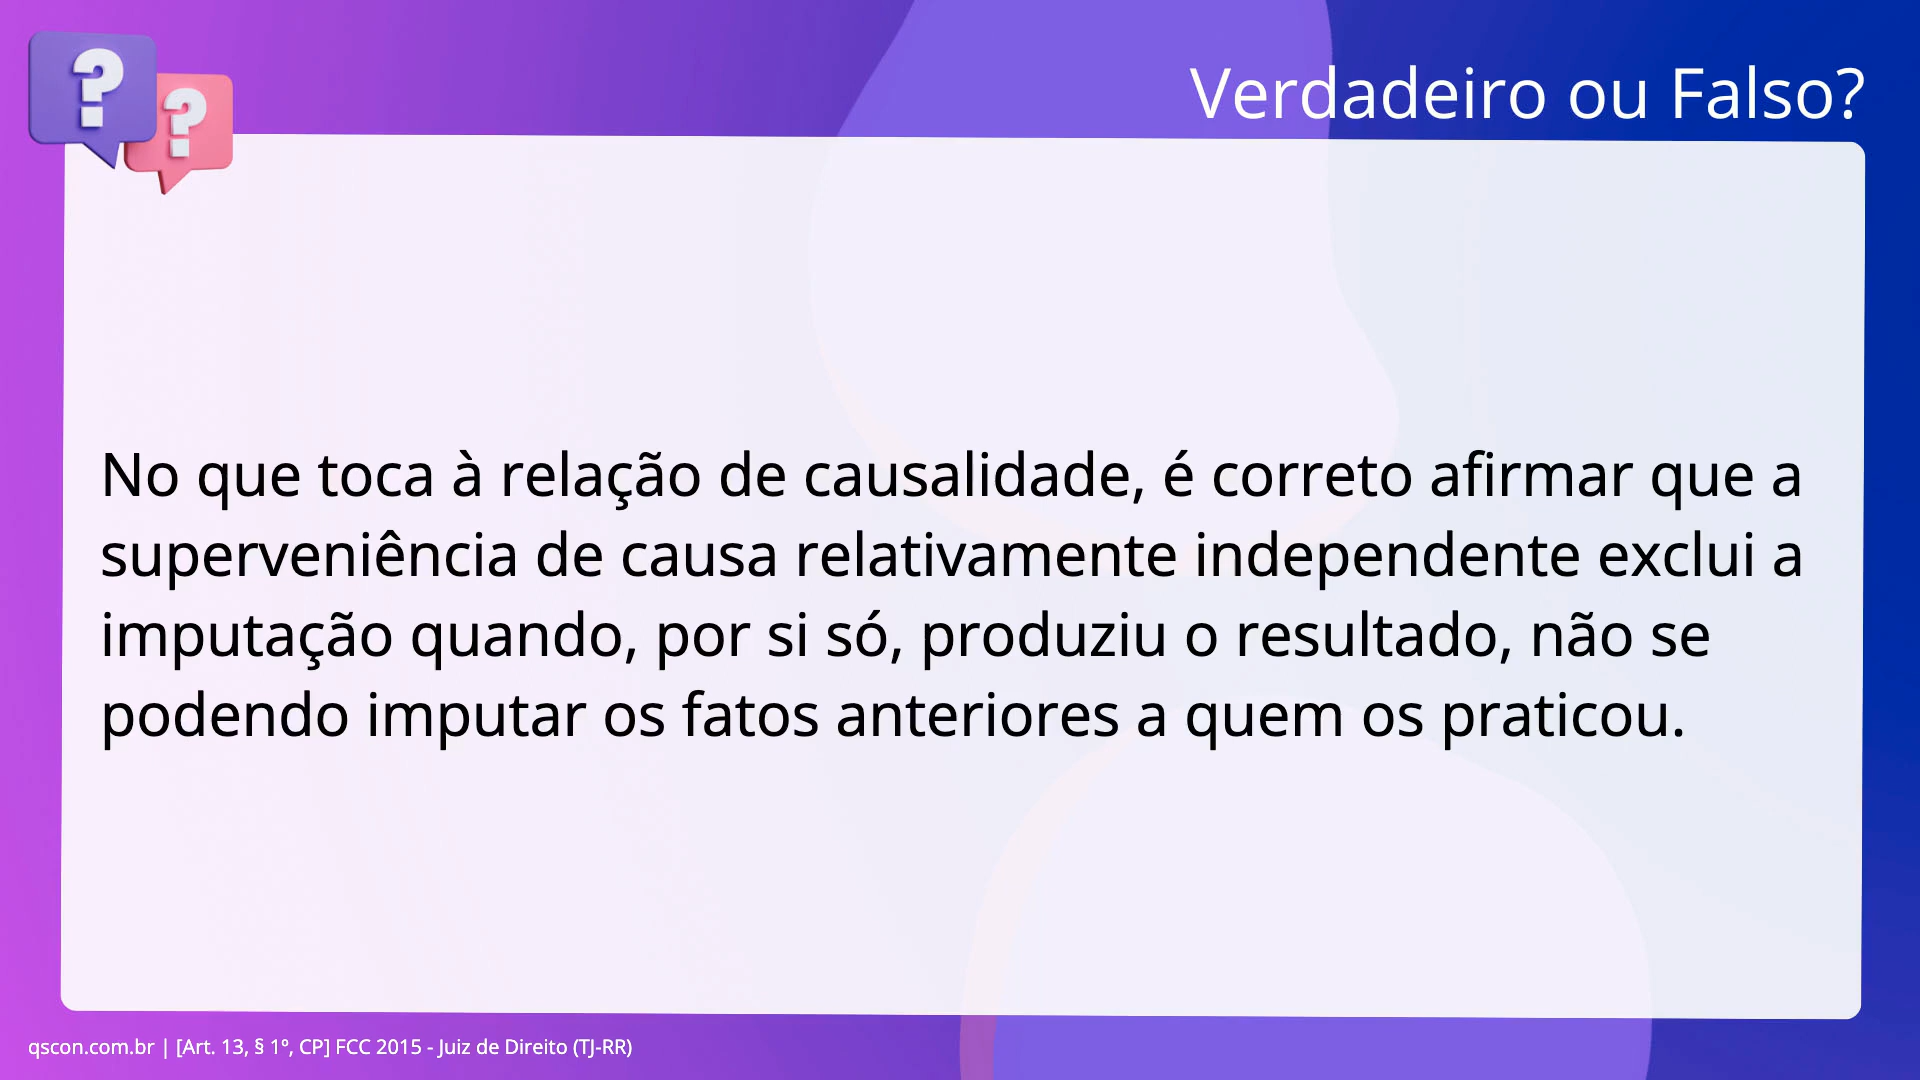 Verdadeiro ou Falso?
No que toca à relação de causalidade, é correto afirmar que a
superveniência de causa relativamente independente exclui a
imputação quando, por si só, produziu o resultado, não se
podendo imputar os fatos anteriores a quem os praticou.
qscon.com.br | [Art. 13, § 1º, CP] FCC 2015 - Juiz de Direito (TJ-RR)